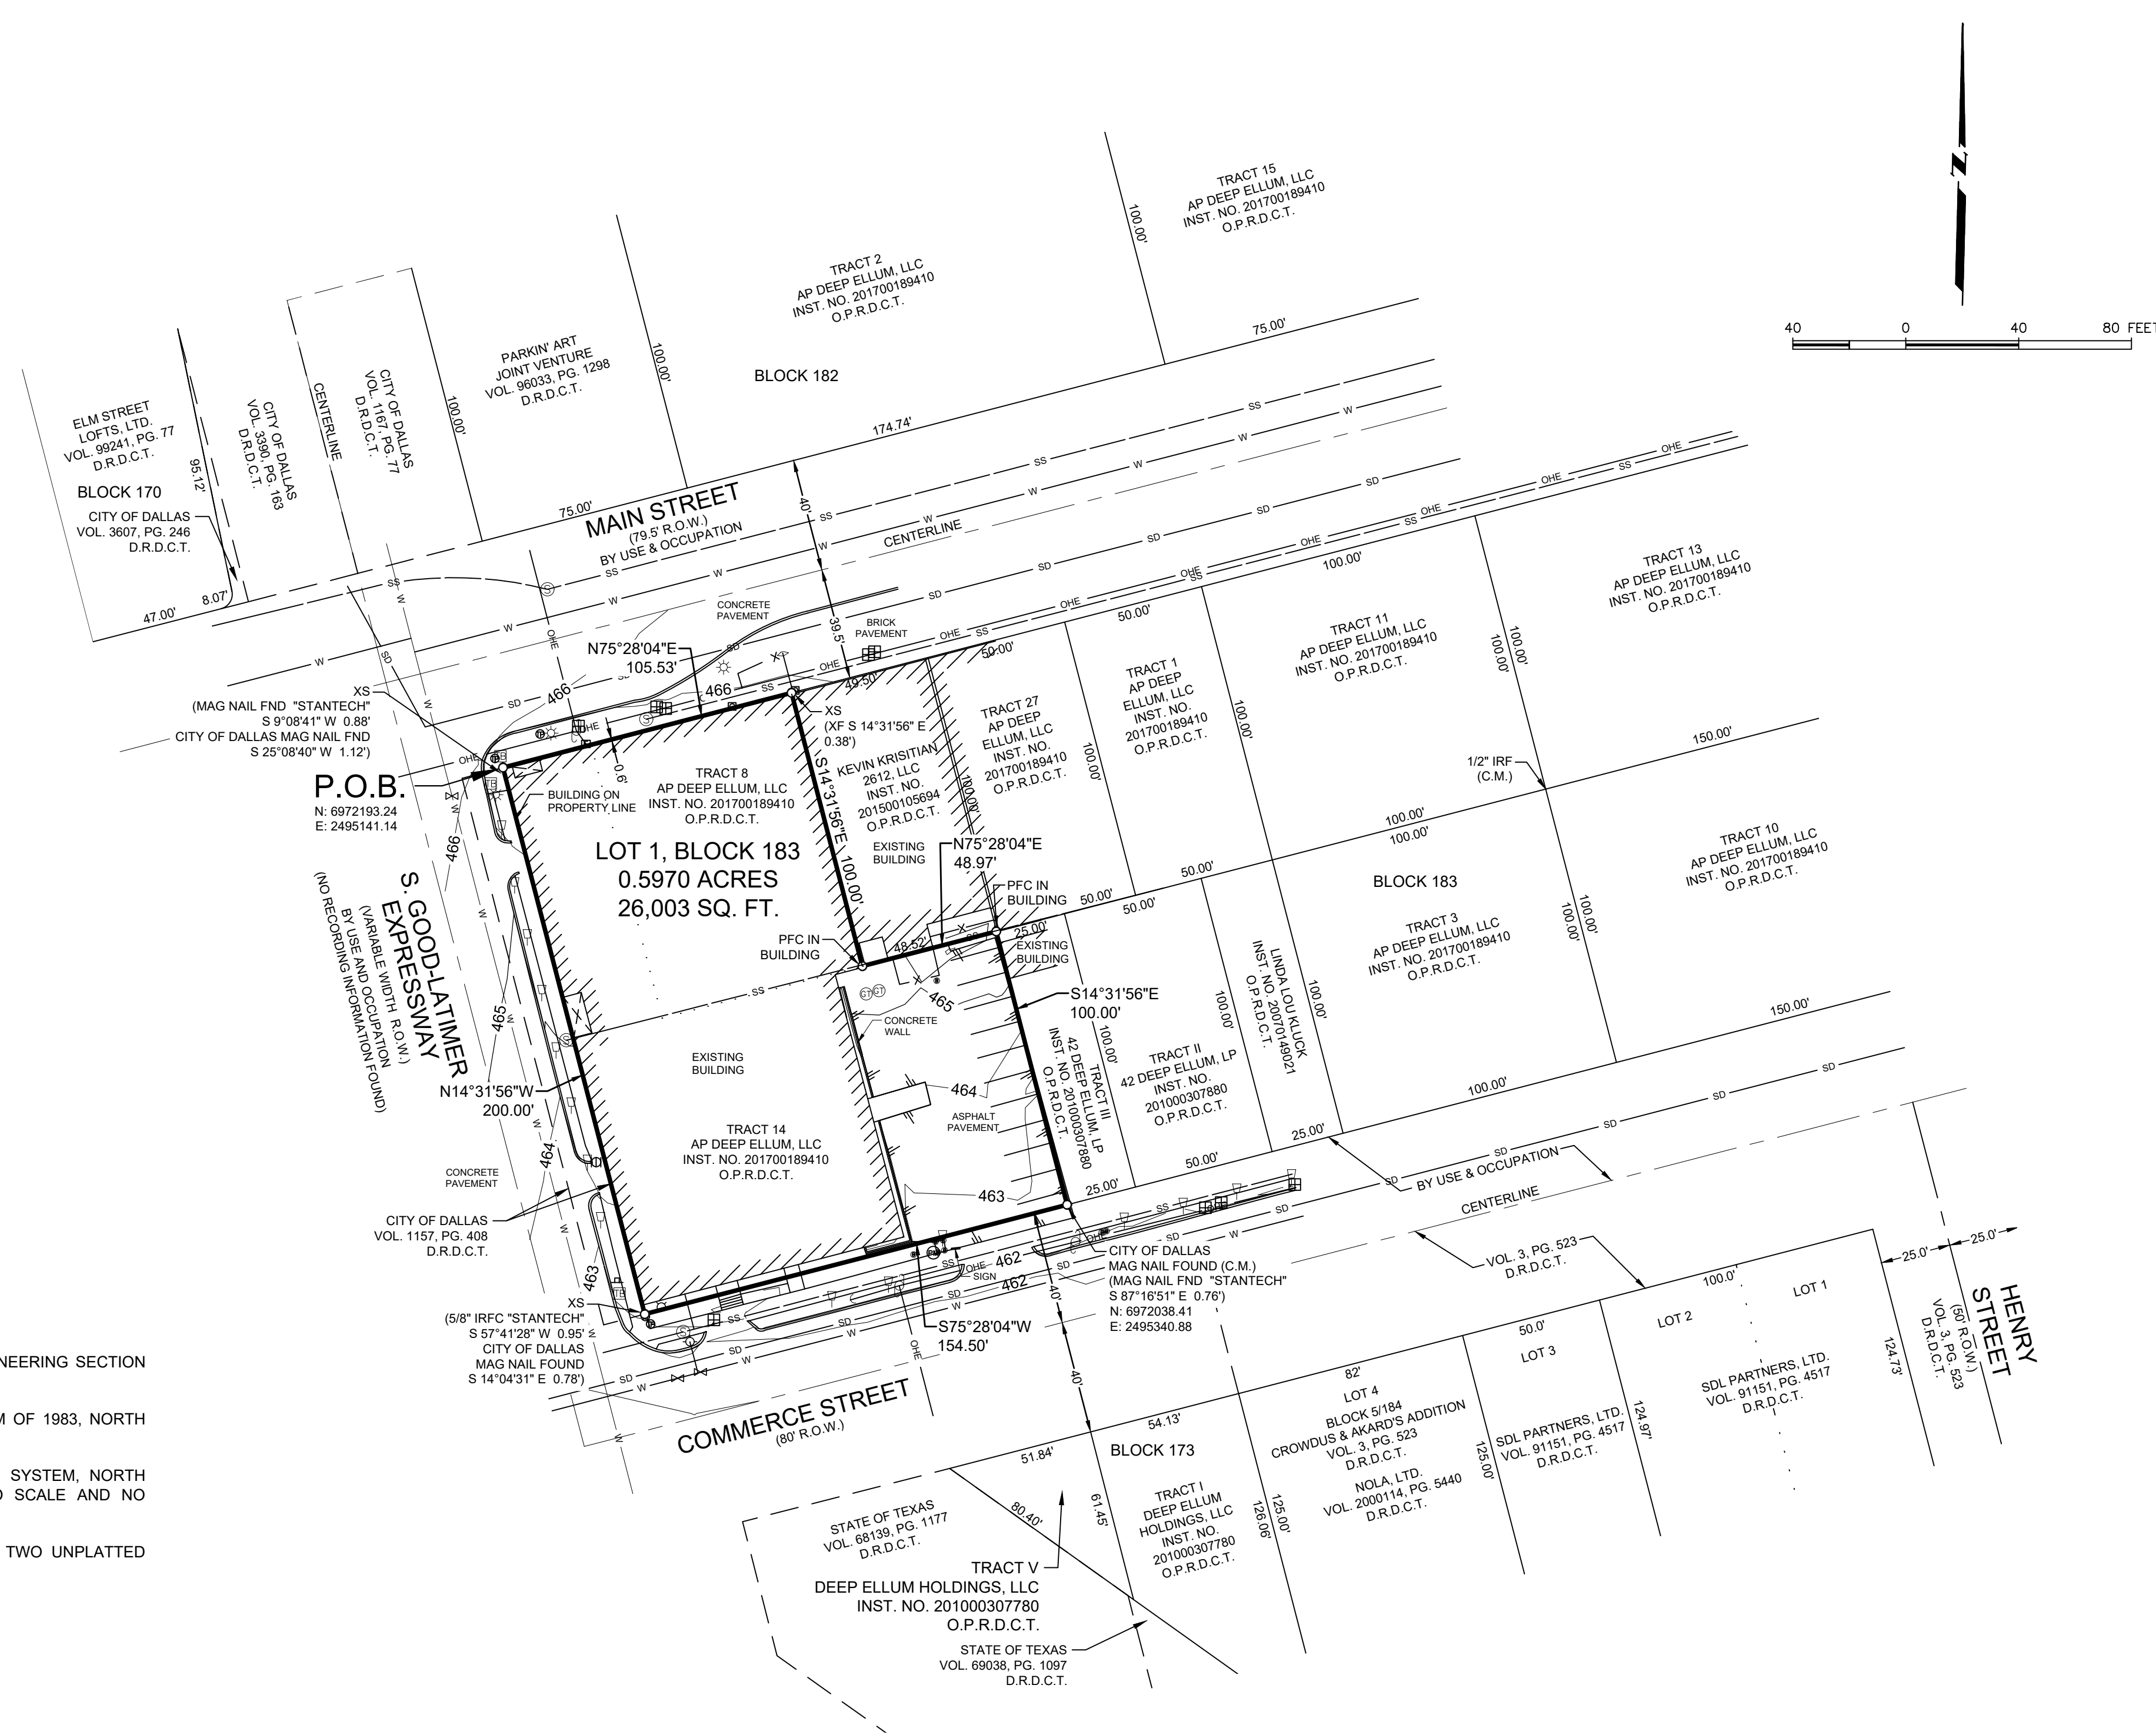 TRACT 15
AP DEEP ELLUM, LLC
INST. NO. 201700189410
O.P.R.D.C.T.
100.00'
TRACT 2
AP DEEP ELLUM, LLC
INST. NO. 201700189410
O.P.R.D.C.T.
BLOCK 182
100.00'
75.00'
174.74'
N
40 0 40 80 FEET
PARKIN' ART
JOINT VENTURE
VOL. 96033, PG. 1298
D.R.D.C.T.
100.00'
75.00'
CITY OF DALLAS
VOL. 1167, PG. 77
D.R.D.C.T.
CENTERLINE
CITY OF DALLAS
VOL. 3390, PG. 163
D.R.D.C.T.
ELM STREET
LOFTS, LTD.
VOL. 99241, PG. 77
D.R.D.C.T.
95.12'
BLOCK 170
CITY OF DALLAS
VOL. 3607, PG. 246
D.R.D.C.T.
47.00'
8.07'
MAIN STREET
(79.5' R.O.W.)
BY USE & OCCUPATION
40'
39.5'
CENTERLINE
CONCRETE
PAVEMENT
BRICK
PAVEMENT
N75°28'04"E
105.53'
466
466
XS
(MAG NAIL FND "STANTECH"
S 9°08'41" W 0.88'
CITY OF DALLAS MAG NAIL FND
S 25°08'40" W 1.12')
P.O.B.
N: 6972193.24
E: 2495141.14
XS
(XF S 14°31'56" E
0.38')
49.50'
50.00'
50.00'
100.00'
0.6'
BUILDING ON
PROPERTY LINE
TRACT 8
AP DEEP ELLUM, LLC
INST. NO. 201700189410
O.P.R.D.C.T.
LOT 1, BLOCK 183
0.5970 ACRES
26,003 SQ. FT.
S14°31'56"E 100.00'
KEVIN KRISITIAN
2612, LLC
INST. NO.
201500105694
O.P.R.D.C.T.
100.00'
EXISTING
BUILDING
TRACT 27
AP DEEP
ELLUM, LLC
INST. NO.
201700189410
O.P.R.D.C.T.
100.00'
TRACT 1
AP DEEP
ELLUM, LLC
INST. NO.
201700189410
O.P.R.D.C.T.
100.00'
TRACT 11
AP DEEP ELLUM, LLC
INST. NO. 201700189410
O.P.R.D.C.T.
100.00'
100.00'
TRACT 13
AP DEEP ELLUM, LLC
INST. NO. 201700189410
O.P.R.D.C.T.
1/2" IRF
(C.M.)
150.00'
100.00'
100.00'
BLOCK 183
TRACT 10
AP DEEP ELLUM, LLC
INST. NO. 201700189410
O.P.R.D.C.T.
TRACT 3
AP DEEP ELLUM, LLC
INST. NO. 201700189410
O.P.R.D.C.T.
100.00'
100.00'
150.00'
N75°28'04"E
48.97'
PFC IN
BUILDING
PFC IN
BUILDING
48.52'
25.00'
50.00'
50.00'
50.00'
EXISTING
BUILDING
S14°31'56"E
100.00'
465
CONCRETE
WALL
466
S. GOOD-LATIMER
EXPRESSWAY
(VARIABLE WIDTH R.O.W.)
BY USE AND OCCUPATION
(NO RECORDING INFORMATION FOUND)
465
N14°31'56"W
200.00'
464
463
EXISTING
BUILDING
TRACT 14
AP DEEP ELLUM, LLC
INST. NO. 201700189410
O.P.R.D.C.T.
464
ASPHALT
PAVEMENT
463
TRACT III
42 DEEP ELLUM, LP
INST. NO. 201000307880
O.P.R.D.C.T.
100.00'
TRACT II
42 DEEP ELLUM, LP
INST. NO.
201000307880
O.P.R.D.C.T.
100.00'
LINDA LOU KLUCK
INST. NO. 20070149021
O.P.R.D.C.T.
100.00'
25.00'
50.00'
25.00'
100.00'
CONCRETE
PAVEMENT
CITY OF DALLAS
VOL. 1157, PG. 408
D.R.D.C.T.
XS
(5/8" IRFC "STANTECH"
S 57°41'28" W 0.95'
CITY OF DALLAS
MAG NAIL FOUND
S 14°04'31" E 0.78')
SIGN
462
462
S75°28'04"W
154.50'
CITY OF DALLAS
MAG NAIL FOUND (C.M.)
(MAG NAIL FND "STANTECH"
S 87°16'51" E 0.76')
N: 6972038.41
E: 2495340.88
40'
40'
BY USE & OCCUPATION
CENTERLINE
VOL. 3, PG. 523
D.R.D.C.T.
25.0'
25.0'
HENRY
STREET
(50' R.O.W.)
VOL. 3, PG. 523
D.R.D.C.T.
COMMERCE STREET
(80' R.O.W.)
100.0'
LOT 1
LOT 2
SDL PARTNERS, LTD.
VOL. 91151, PG. 4517
D.R.D.C.T.
124.73'
50.0'
LOT 3
SDL PARTNERS, LTD.
VOL. 91151, PG. 4517
D.R.D.C.T.
124.97'
125.00'
82'
LOT 4
BLOCK 5/184
CROWDUS & AKARD'S ADDITION
VOL. 3, PG. 523
D.R.D.C.T.
NOLA, LTD.
VOL. 2000114, PG. 5440
D.R.D.C.T.
54.13'
51.84'
BLOCK 173
TRACT I
DEEP ELLUM
HOLDINGS, LLC
INST. NO.
201000307780
O.P.R.D.C.T.
125.00'
126.06'
61.45'
80.40'
STATE OF TEXAS
VOL. 68139, PG. 1177
D.R.D.C.T.
TRACT V
DEEP ELLUM HOLDINGS, LLC
INST. NO. 201000307780
O.P.R.D.C.T.
STATE OF TEXAS
VOL. 69038, PG. 1097
D.R.D.C.T.
NEERING SECTION
M OF 1983, NORTH
SYSTEM, NORTH
SCALE AND NO
TWO UNPLATTED